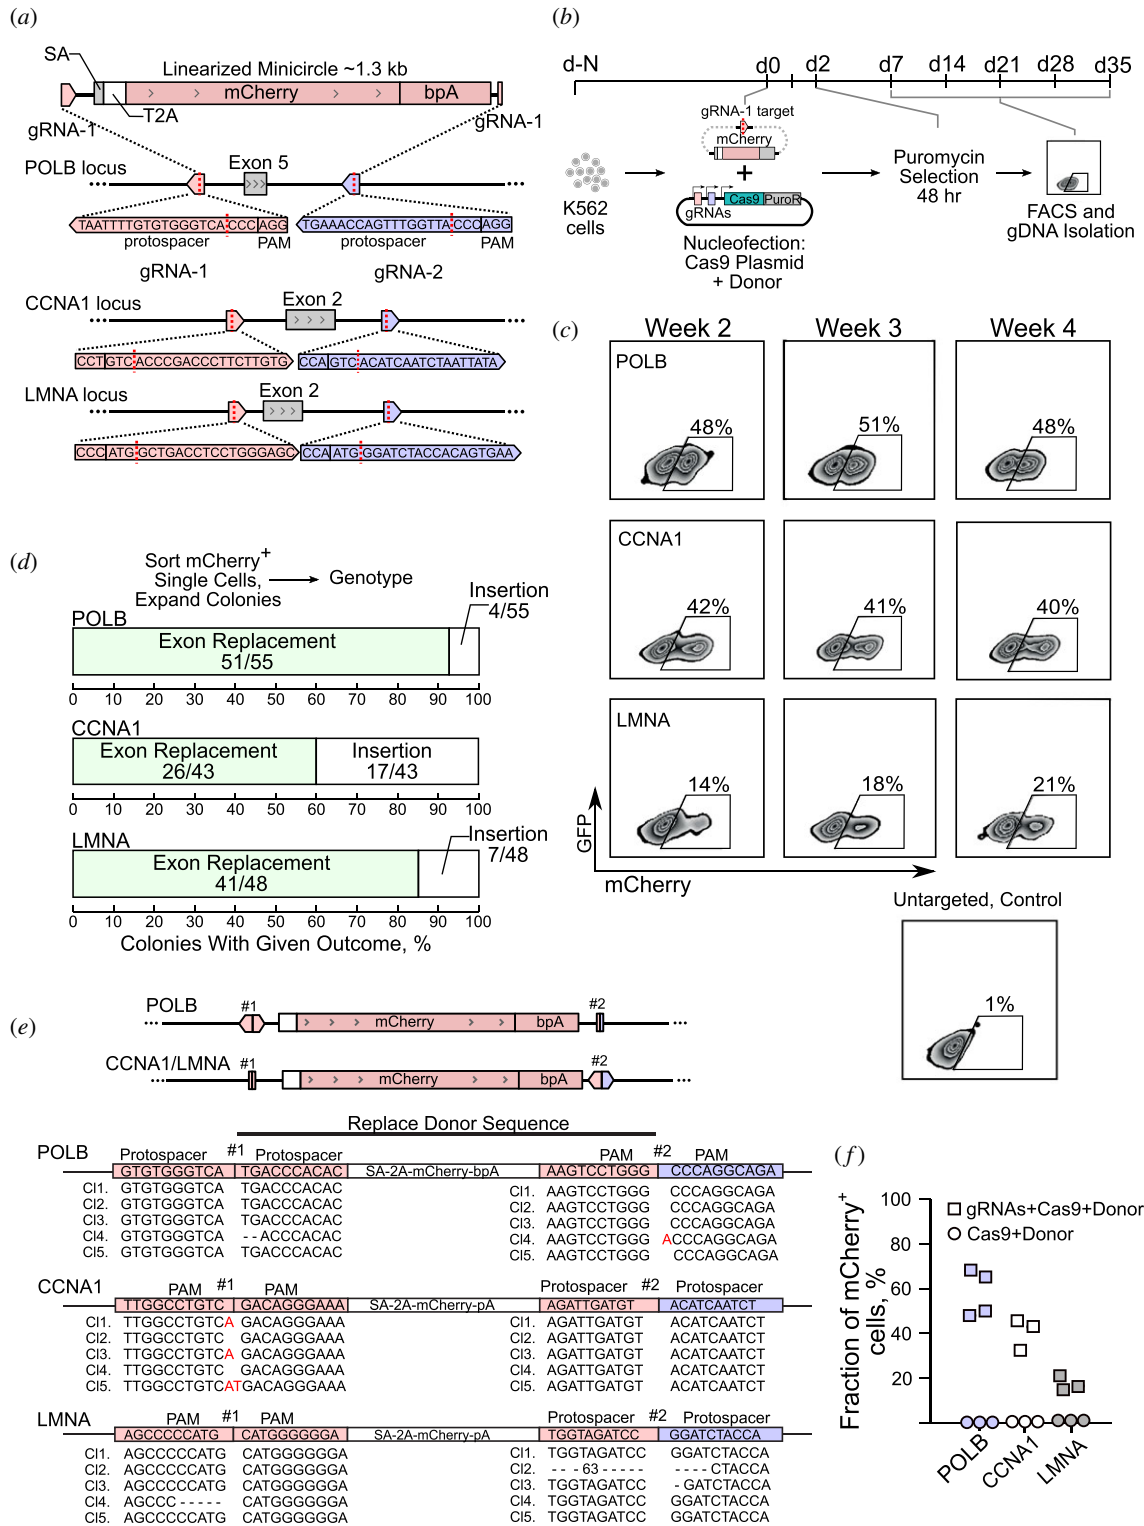 (a)
SA
Linearized Minicircle ~1.3 kb
mCherry
bpA
T2A
gRNA-1
gRNA-1
POLB locus
Exon 5
TAATTTTGTGTGGGTCACCCAGG
TGAAACCAGTTTGGTTACCCAGG
protospacer
PAM
protospacer
PAM
gRNA-1
gRNA-2
CCNA1 locus
Exon 2
CCTGTCACCCGACCCTTCTTGTG
CCAGTCACATCAATCTAATTATA
LMNA locus
Exon 2
CCCATGGCTGACCTCCTGGGAGC
CCAATGGGATCTACCACAGTGAA
(b)
d-N
d0
d2
d7
d14
d21
d28
d35
gRNA-1 target
mCherry
+
Cas9
PuroR
gRNAs
K562
cells
Nucleofection:
Cas9 Plasmid
+ Donor
Puromycin
Selection
48 hr
FACS and
gDNA Isolation
(c)
Week 2
Week 3
Week 4
POLB
48%
51%
48%
CCNA1
42%
41%
40%
LMNA
14%
18%
21%
GFP
mCherry
Untargeted, Control
1%
(d)
Sort mCherry+
Single Cells,
Expand Colonies
Genotype
POLB
Exon Replacement
51/55
Insertion
4/55
0 10 20 30 40 50 60 70 80 90 100
CCNA1
Exon Replacement
26/43
Insertion
17/43
0 10 20 30 40 50 60 70 80 90 100
LMNA
Exon Replacement
41/48
Insertion
7/48
0 10 20 30 40 50 60 70 80 90 100
Colonies With Given Outcome, %
(e)
POLB
#1
mCherry
bpA
#2
CCNA1/LMNA
#1
mCherry
bpA
#2
Replace Donor Sequence
POLB
Protospacer #1 Protospacer
PAM #2 PAM
GTGTGGGTCA TGACCCACAC SA-2A-mCherry-bpA AAGTCCTGGG CCCAGGCAGA
Cl1. GTGTGGGTCA TGACCCACAC Cl1. AAGTCCTGGG CCCAGGCAGA
Cl2. GTGTGGGTCA TGACCCACAC Cl2. AAGTCCTGGG CCCAGGCAGA
Cl3. GTGTGGGTCA TGACCCACAC Cl3. AAGTCCTGGG CCCAGGCAGA
Cl4. GTGTGGGTCA --ACCCACAC Cl4. AAGTCCTGGG ACCCAGGCAGA
Cl5. GTGTGGGTCA TGACCCACAC Cl5. AAGTCCTGGG CCCAGGCAGA
CCNA1
PAM #1 PAM
Protospacer #2 Protospacer
TTGGCCTGTC GACAGGGAAA SA-2A-mCherry-pA AGATTGATGT ACATCAATCT
Cl1. TTGGCCTGTCA GACAGGGAAA Cl1. AGATTGATGT ACATCAATCT
Cl2. TTGGCCTGTC GACAGGGAAA Cl2. AGATTGATGT ACATCAATCT
Cl3. TTGGCCTGTCA GACAGGGAAA Cl3. AGATTGATGT ACATCAATCT
Cl4. TTGGCCTGTC GACAGGGAAA Cl4. AGATTGATGT ACATCAATCT
Cl5. TTGGCCTGTCATGACAGGGAAA Cl5. AGATTGATGT ACATCAATCT
LMNA
PAM #1 PAM
Protospacer #2 Protospacer
AGCCCCCATG CATGGGGGGA SA-2A-mCherry-pA TGGTAGATCC GGATCTACCA
Cl1. AGCCCCCATG CATGGGGGGA Cl1. TGGTAGATCC GGATCTACCA
Cl2. AGCCCCCATG CATGGGGGGA Cl2. ---63----- ----CTACCA
Cl3. AGCCCCCATG CATGGGGGGA Cl3. TGGTAGATCC -GATCTACCA
Cl4. AGCCC----- CATGGGGGGA Cl4. TGGTAGATCC GGATCTACCA
Cl5. AGCCCCCATG CATGGGGGGA Cl5. TGGTAGATCC GGATCTACCA
(f)
Fraction of mCherry+
cells, %
100
80
60
40
20
gRNAs+Cas9+Donor
Cas9+Donor
POLB
CCNA1
LMNA